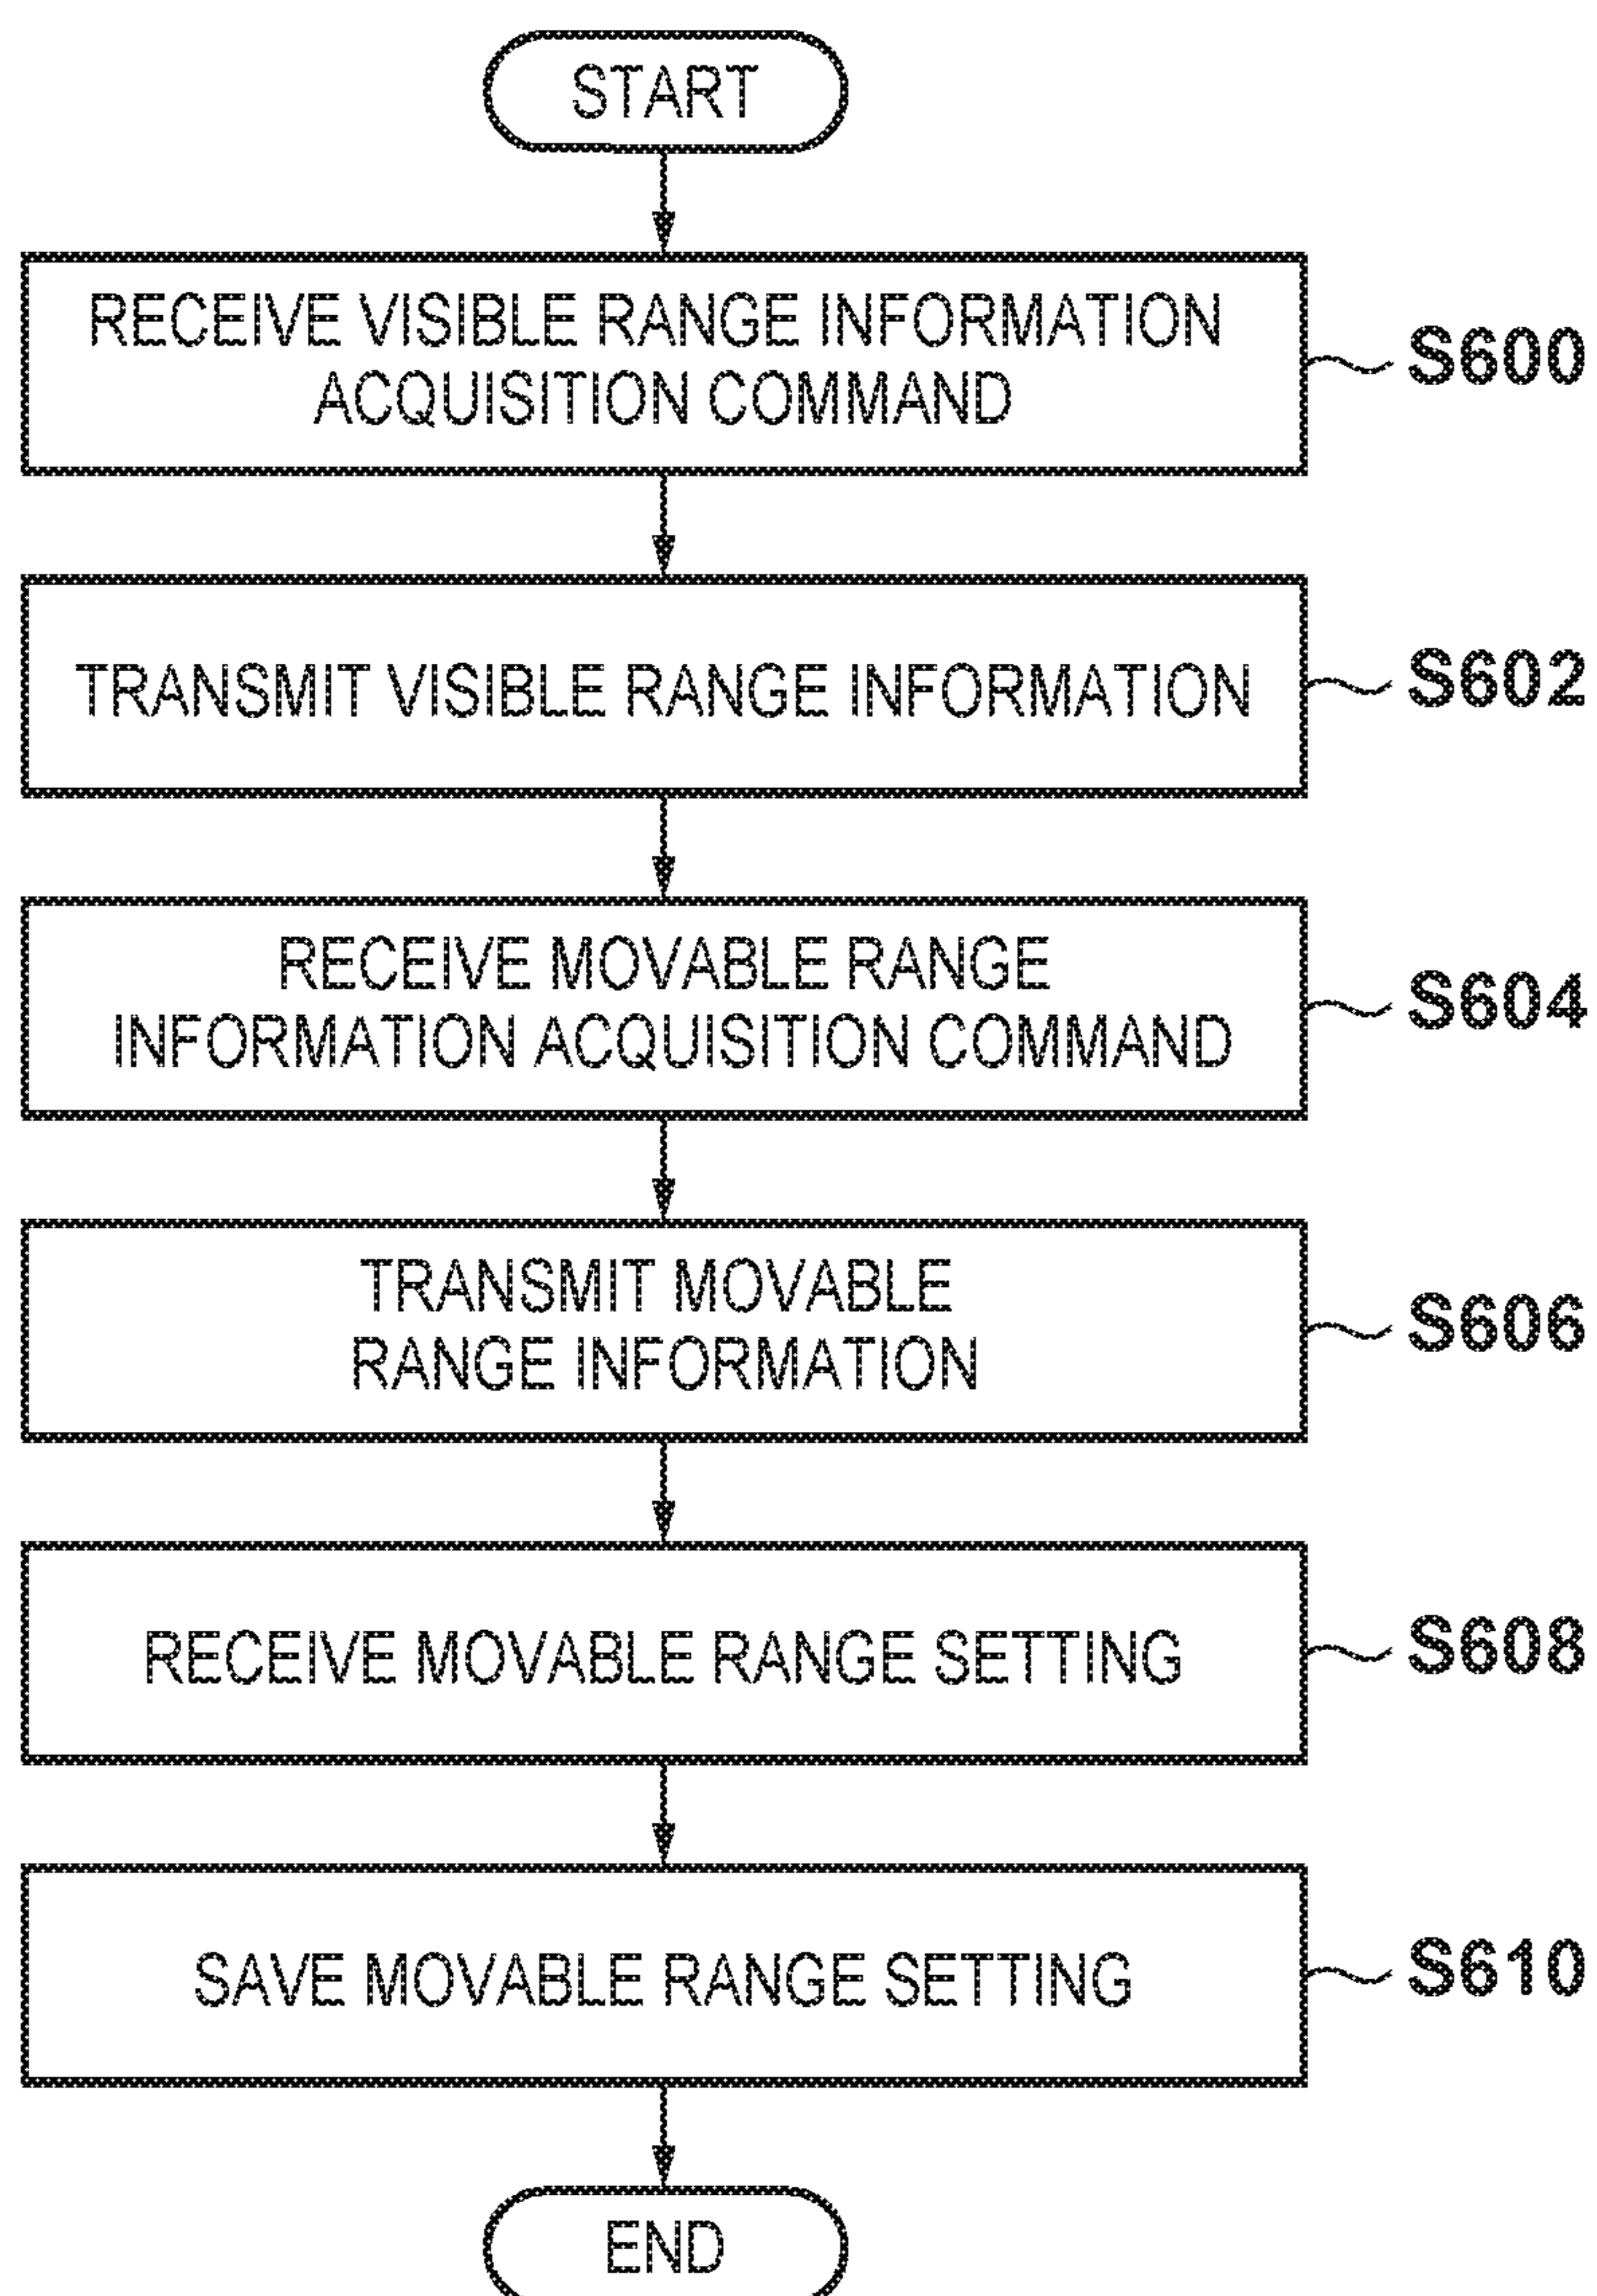 START
RECEIVE VISIBLE RANGE INFORMATION
ACQUISITION COMMAND
S600
TRANSMIT VISIBLE RANGE INFORMATION
S602
RECEIVE MOVABLE RANGE
INFORMATION ACQUISITION COMMAND
S604
TRANSMIT MOVABLE
RANGE INFORMATION
S606
RECEIVE MOVABLE RANGE SETTING
S608
SAVE MOVABLE RANGE SETTING
S610
END